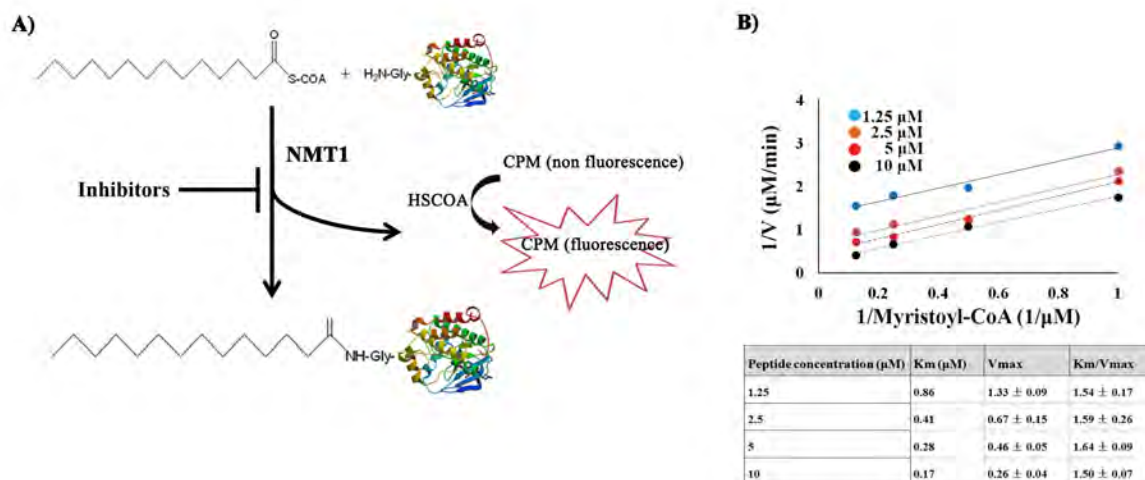 A)
O
S-COA
+
H₂N-Gly-
NMT1
Inhibitors
CPM (non fluorescence)
HSCOA
CPM (fluorescence)
NH-Gly-
B)
1.25 µM
2.5 µM
5 µM
10 µM
1/V (µM/min)
4
3
2
1
0
0 0.2 0.4 0.6 0.8 1
1/Myristoyl-CoA (1/µM)
Peptide concentration (µM) Km (µM) Vmax Km/Vmax
1.25 0.86 1.33 ± 0.09 1.54 ± 0.17
2.5 0.41 0.67 ± 0.15 1.59 ± 0.26
5 0.28 0.46 ± 0.05 1.64 ± 0.09
10 0.17 0.26 ± 0.04 1.50 ± 0.07